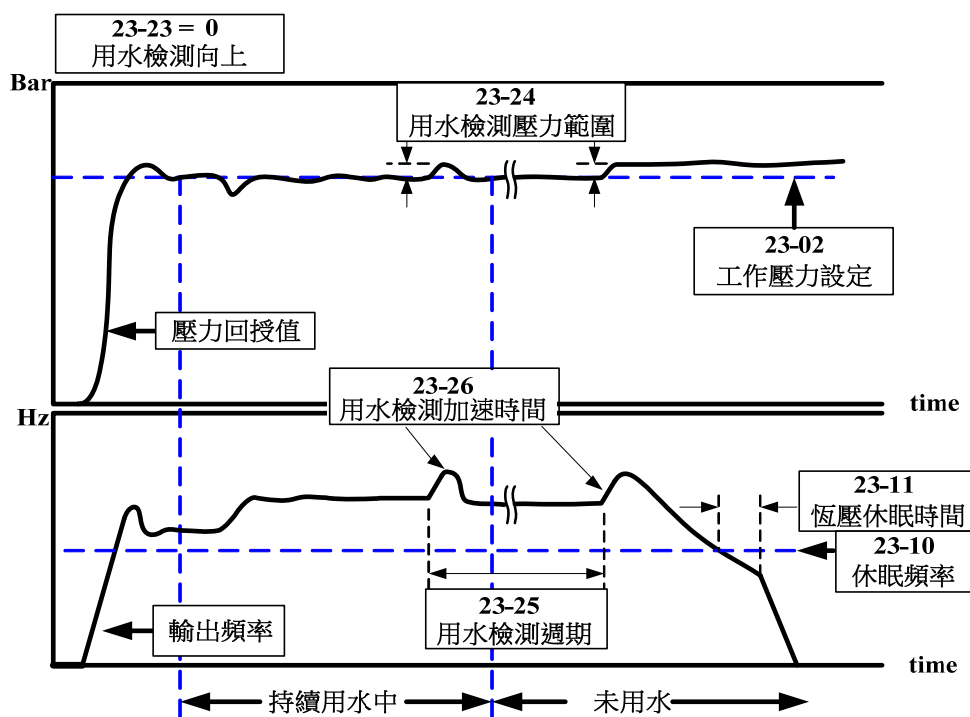 23-23 = 0
用水檢測向上
Bar
23-24
用水檢測壓力範圍
23-02
工作壓力設定
壓力回授值
23-26
用水檢測加速時間
time
Hz
23-11
恆壓休眠時間
23-10
休眠頻率
23-25
用水檢測週期
輸出頻率
time
持續用水中
未用水